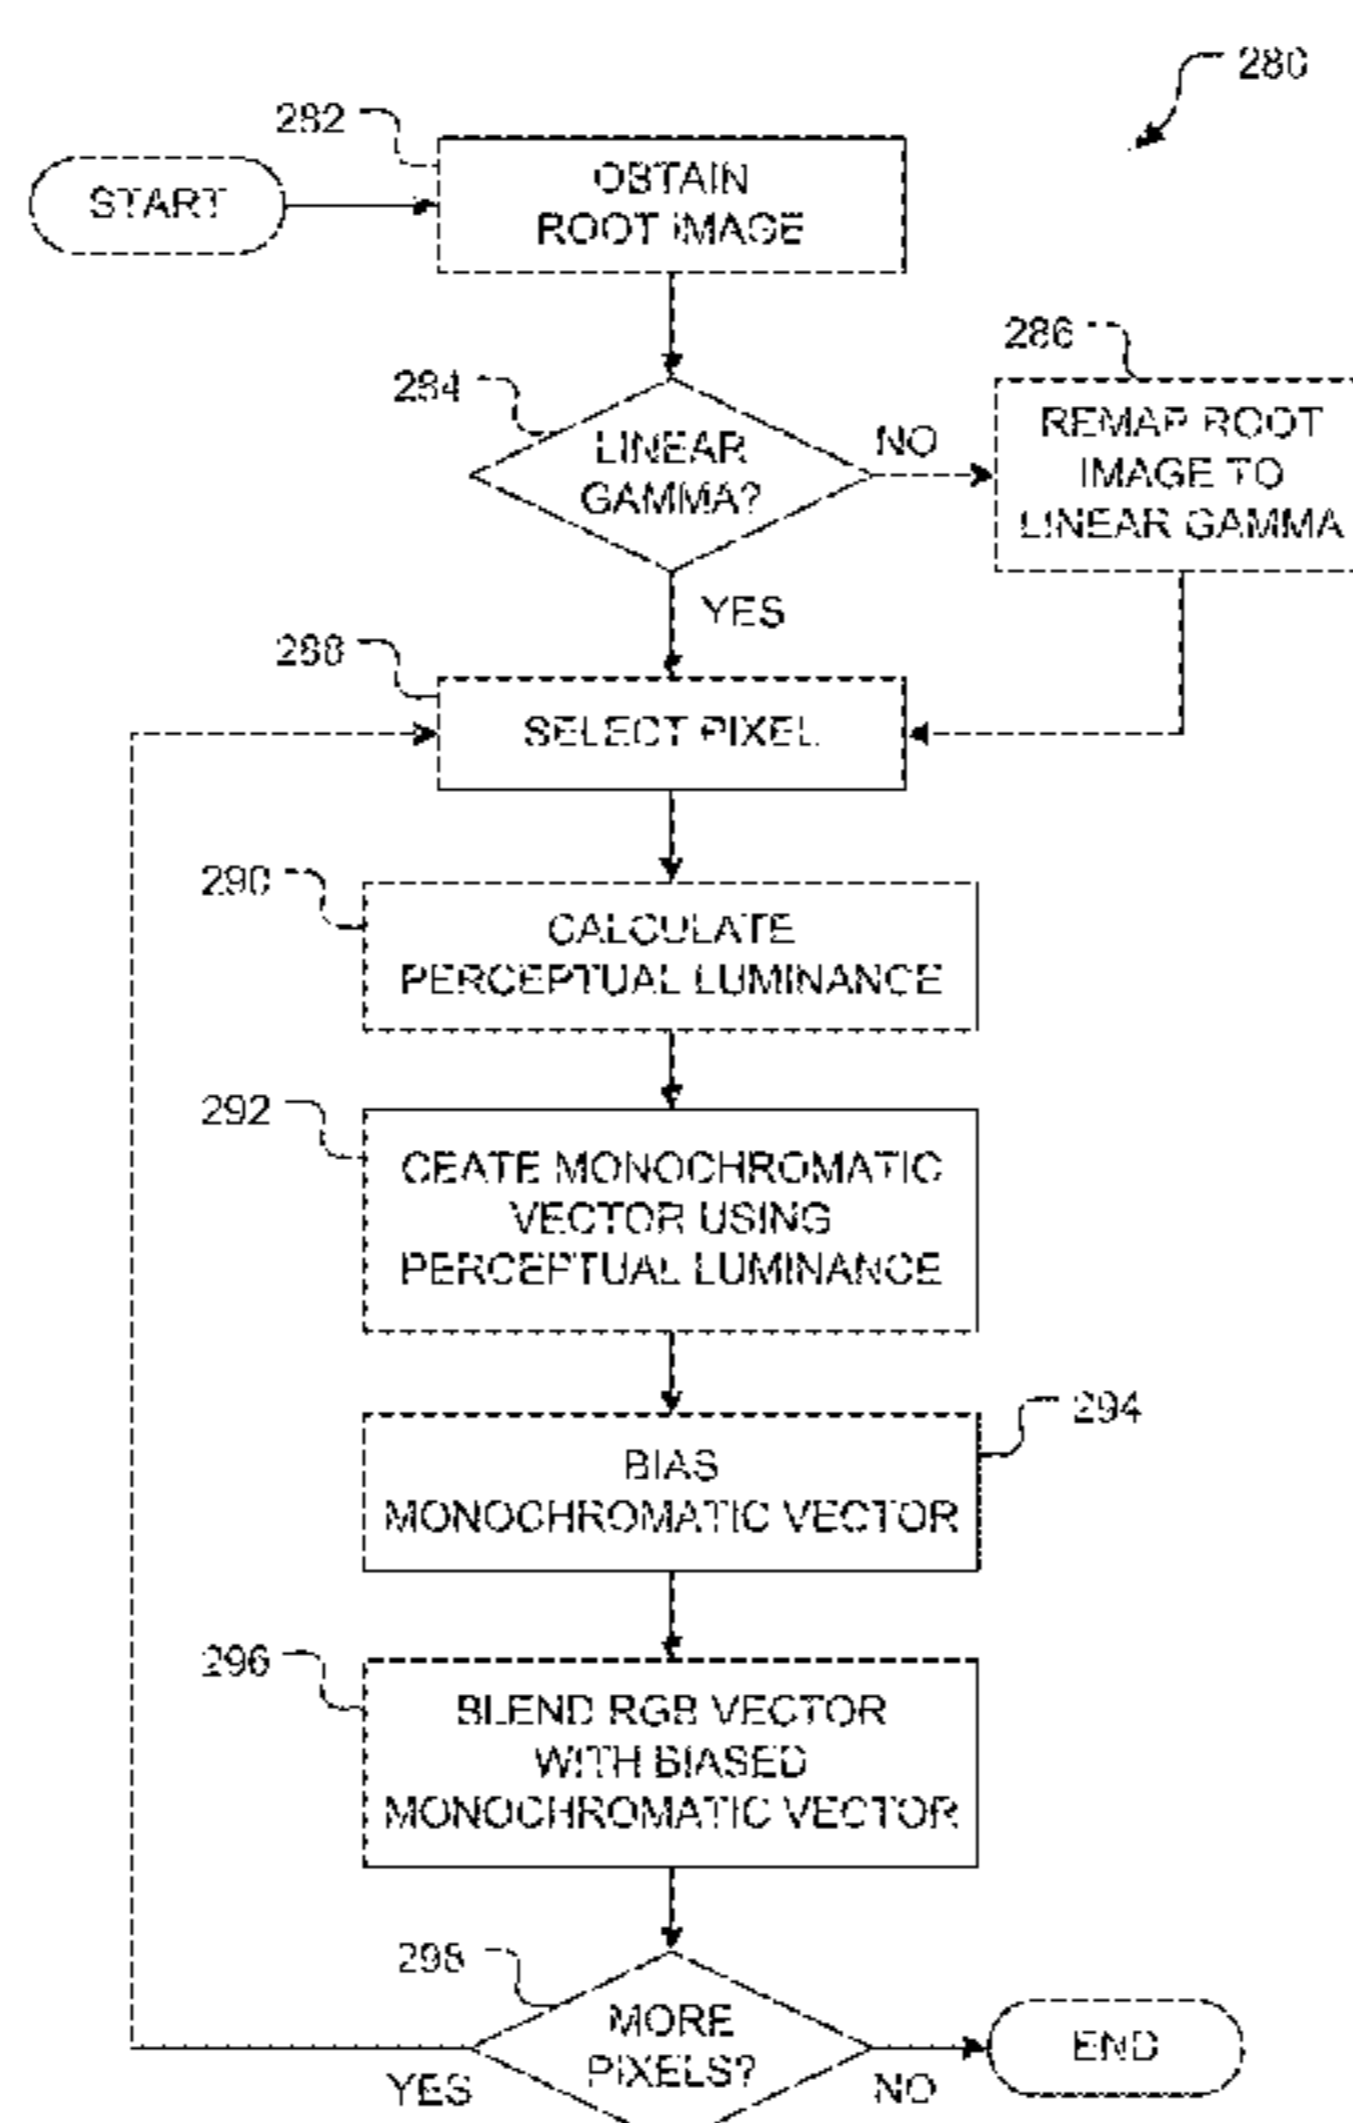 280
282
START
OBTAIN
ROOT IMAGE
284
LINEAR
GAMMA?
NO
286
REMAP ROOT
IMAGE TO
LINEAR GAMMA
YES
288
SELECT PIXEL
290
CALCULATE
PERCEPTUAL LUMINANCE
292
CEATE MONOCHROMATIC
VECTOR USING
PERCEPTUAL LUMINANCE
294
BIAS
MONOCHROMATIC VECTOR
296
BLEND RGB VECTOR
WITH BIASED
MONOCHROMATIC VECTOR
298
MORE
PIXELS?
YES
NO
END